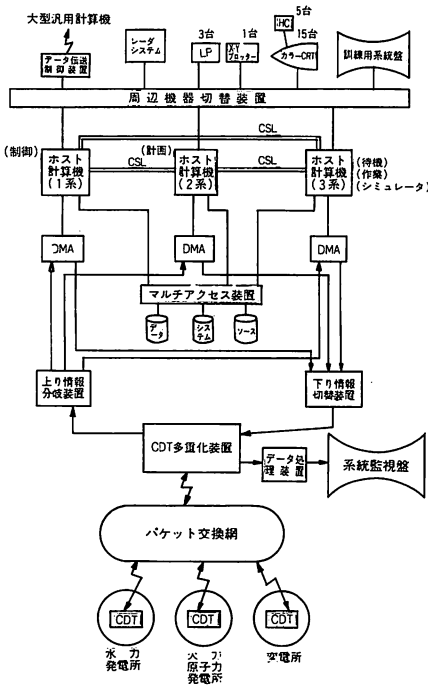 大型汎用計算機
データ伝送
制御装置
レーダ
システム
3台
LP
1台
X-Y
プロッター
5台
HC
15台
カラーCRT
訓練用系統盤
周辺機器切替装置
CSL
(制御)
ホスト
計算機
(1系)
CSL
(計画)
ホスト
計算機
(2系)
CSL
ホスト
計算機
(3系)
(待機)
(作業)
(シミュレータ)
DMA
DMA
DMA
マルチアクセス装置
データ
システム
ソース
上り情報
分岐装置
下り情報
切替装置
CDT多重化装置
データ処
理装置
系統監視盤
パケット交換網
CDT
CDT
CDT
水力
発電所
火力
原子力
発電所
変電所